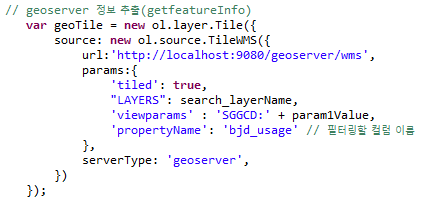 // geoserver 정보 추출(getfeatureInfo)
var geoTile = new ol.layer.Tile({
source: new ol.source.TileWMS({
url:'http://localhost:9080/geoserver/wms',
params:{
'tiled': true,
"LAYERS": search_layerName,
'viewparams' : 'SGGCD:' + param1Value,
'propertyName': 'bjd_usage' // 필터링할 컬럼 이름
},
serverType: 'geoserver',
})
});